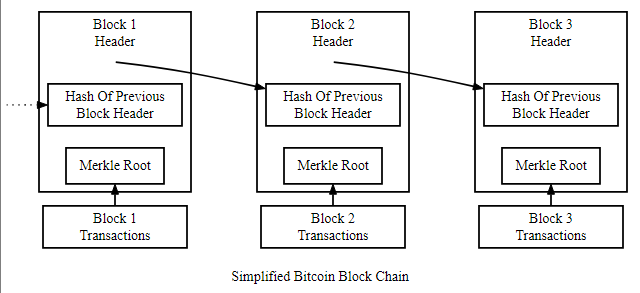 Block 1
Header
Hash Of Previous
Block Header
Merkle Root
Block 1
Transactions
Block 2
Header
Hash Of Previous
Block Header
Merkle Root
Block 2
Transactions
Block 3
Header
Hash Of Previous
Block Header
Merkle Root
Block 3
Transactions
Simplified Bitcoin Block Chain